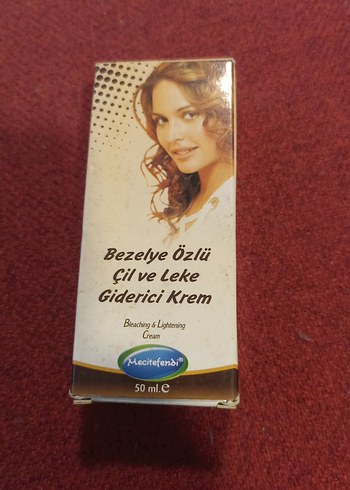 Bezelye Özlü
Çil ve Leke
Giderici Krem
Bleaching & Lightening
Cream
Mecitefendi®
50 ml.e